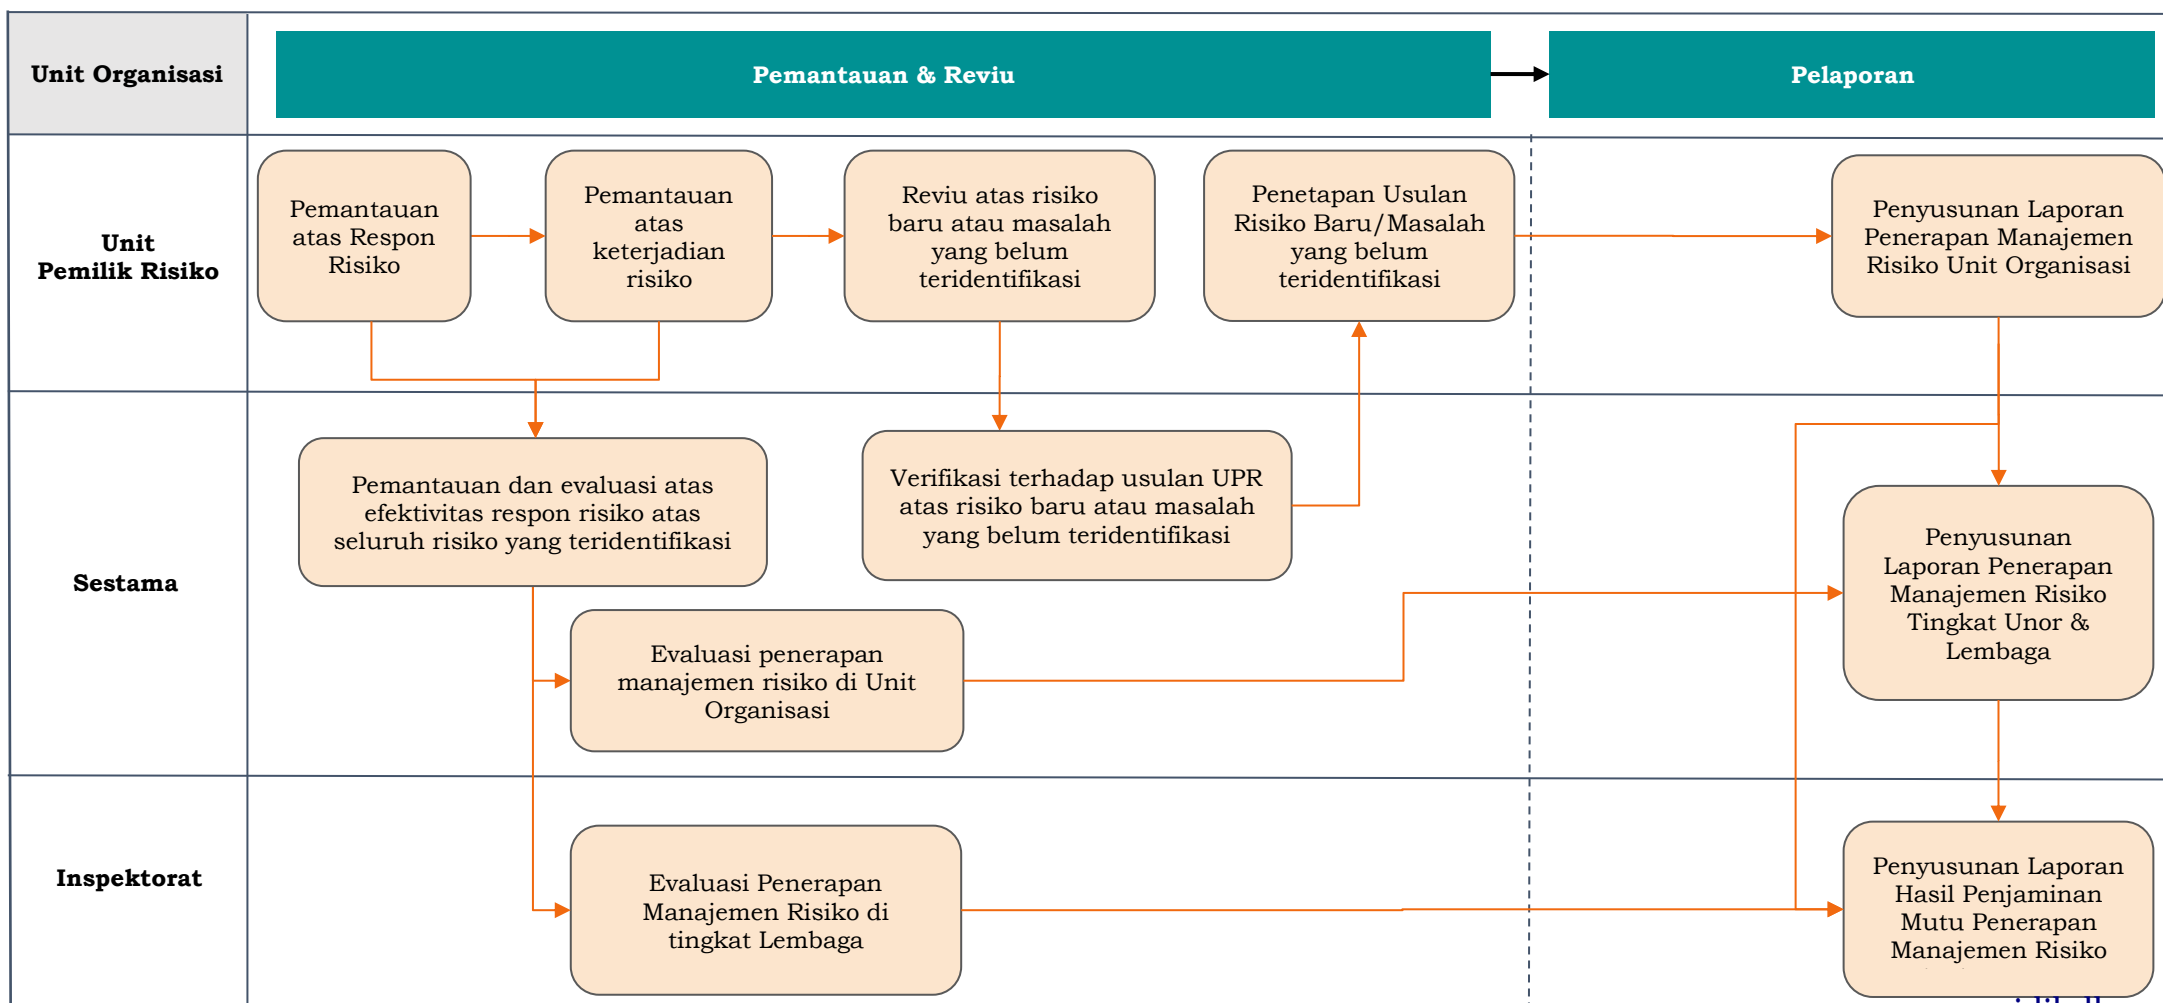 Unit Organisasi
Pemantauan & Reviu
Pelaporan
Unit
Pemilik Risiko
Pemantauan
atas Respon
Risiko
Pemantauan
atas
keterjadian
risiko
Reviu atas risiko
baru atau masalah
yang belum
teridentifikasi
Penetapan Usulan
Risiko Baru/Masalah
yang belum
teridentifikasi
Penyusunan Laporan
Penerapan Manajemen
Risiko Unit Organisasi
Sestama
Pemantauan dan evaluasi atas
efektivitas respon risiko atas
seluruh risiko yang teridentifikasi
Verifikasi terhadap usulan UPR
atas risiko baru atau masalah
yang belum teridentifikasi
Evaluasi penerapan
manajemen risiko di Unit
Organisasi
Penyusunan
Laporan Penerapan
Manajemen Risiko
Tingkat Unor &
Lembaga
Inspektorat
Evaluasi Penerapan
Manajemen Risiko di
tingkat Lembaga
Penyusunan Laporan
Hasil Penjaminan
Mutu Penerapan
Manajemen Risiko